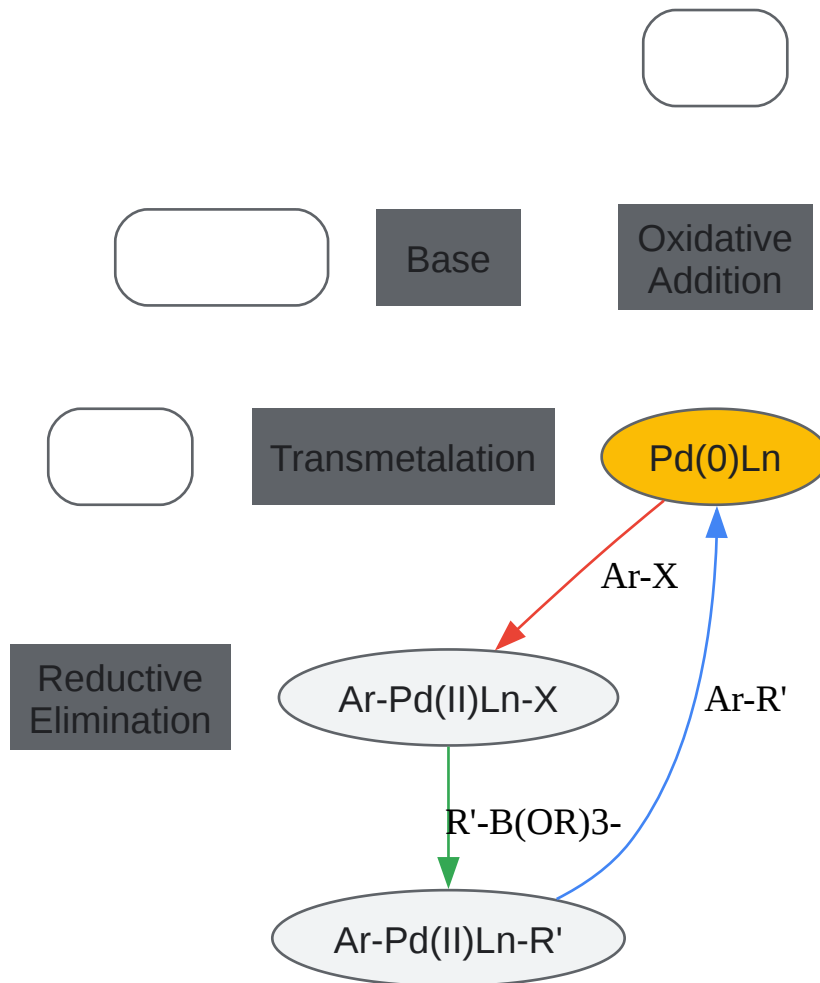 Base
Oxidative
Addition
Transmetalation
Pd(0)Ln
Ar-X
Reductive
Elimination
Ar-Pd(II)Ln-X
Ar-R'
R'-B(OR)3-
Ar-Pd(II)Ln-R'